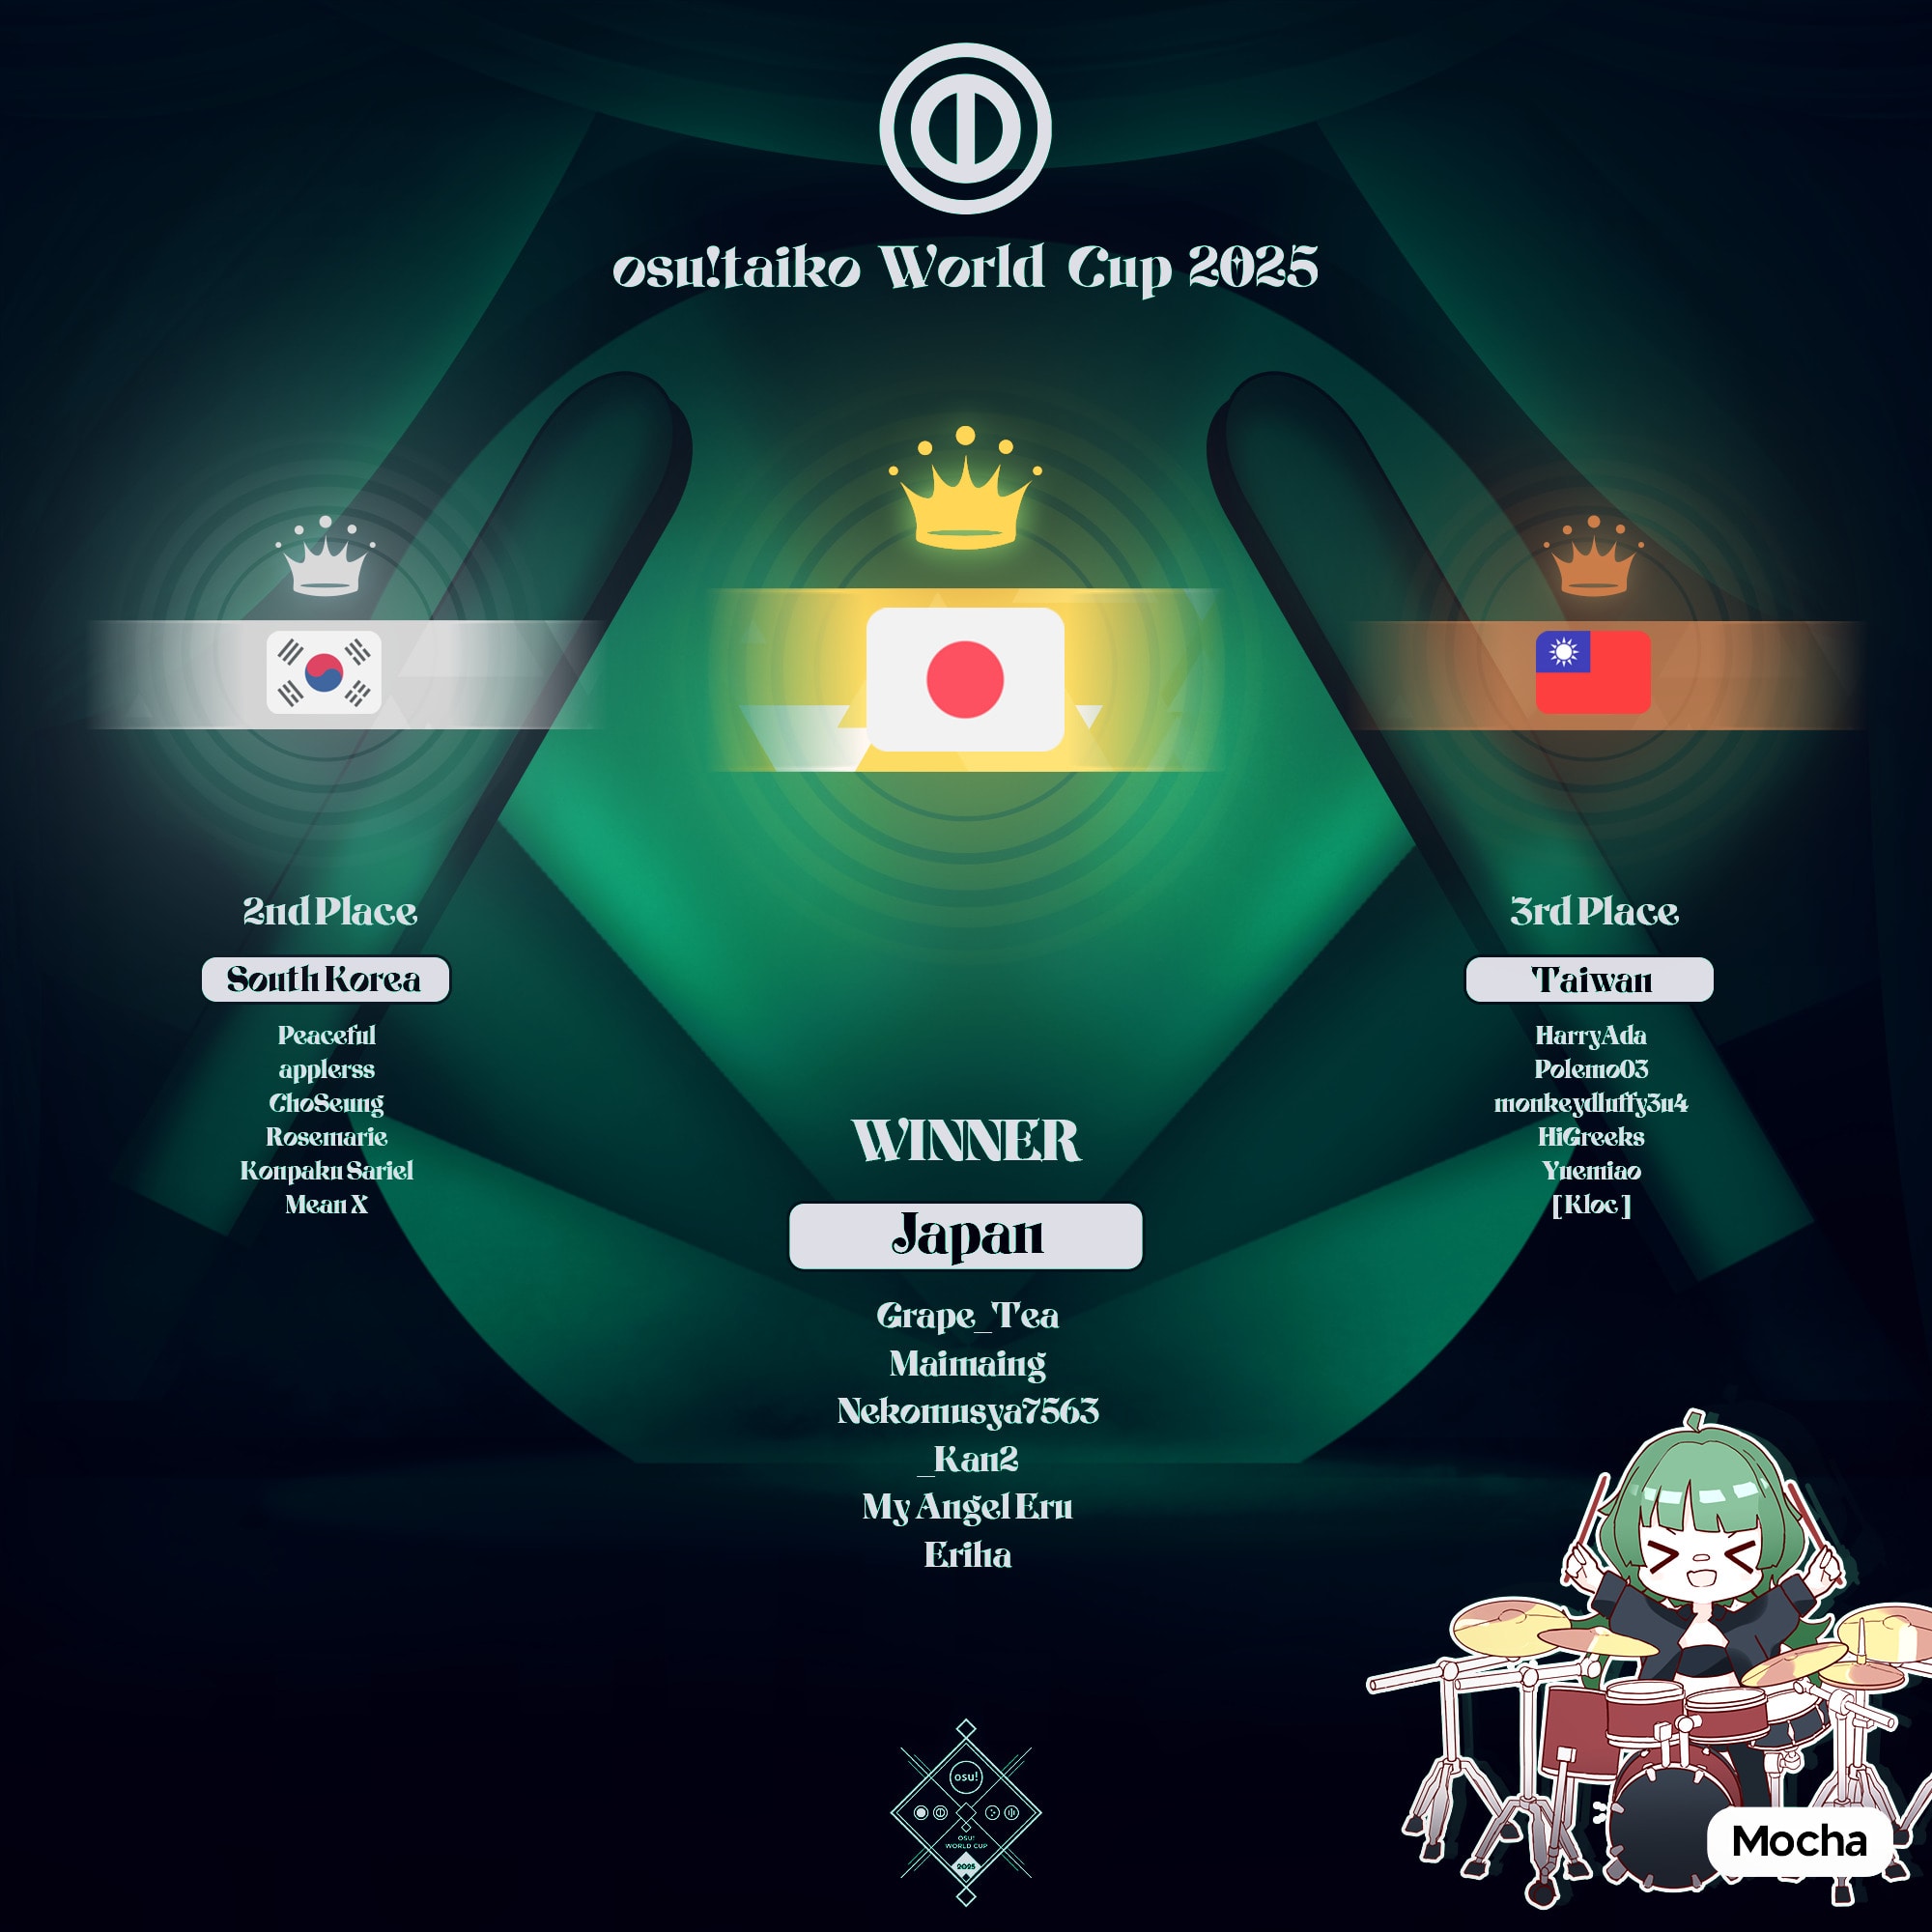 osu!taiko World Cup 2025
2nd Place
South Korea
Peaceful
applerss
ChoSeung
Rosemarie
Konpaku Sariel
Mean X
WINNER
Japan
Grape_Tea
Maimaing
Nekomusya7563
_Kan2
My Angel Eru
Eriha
3rd Place
Taiwan
HarryAda
Polemo03
monkeydluffy3u4
HiGreeks
Yuemiao
[ Kloc ]
osu!
OSU!
WORLD CUP
2025
Mocha